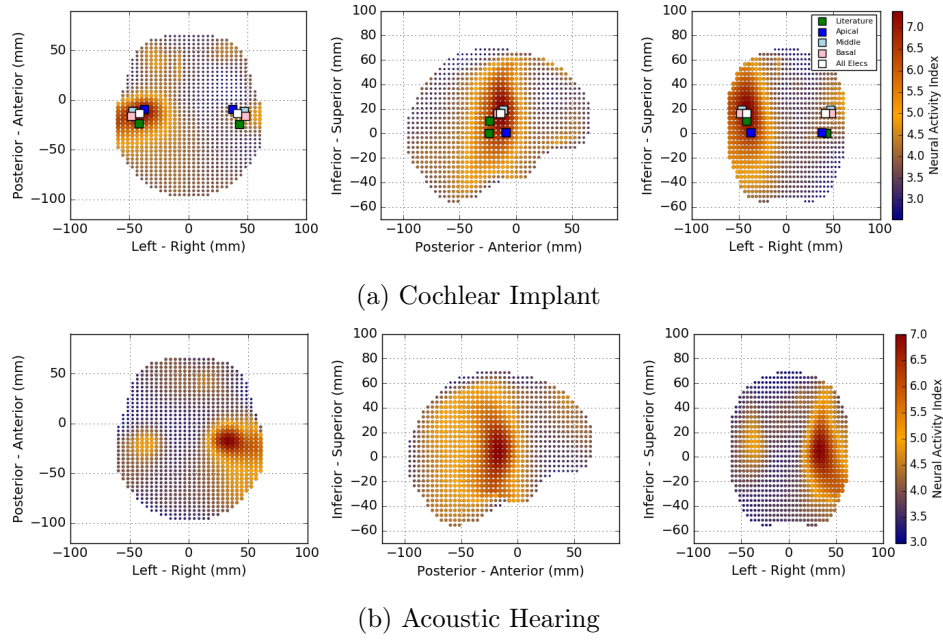 100
50
0
−50
−100
Posterior - Anterior (mm)
−100 −50 0 50 100
Left - Right (mm)
100
80
60
40
20
0
−20
−40
−60
Inferior - Superior (mm)
−100 −50 0 50
Posterior - Anterior (mm)
100
80
60
40
20
0
−20
−40
−60
Inferior - Superior (mm)
−100 −50 0 50 100
Left - Right (mm)
Literature
Apical
Middle
Basal
All Elecs
7.0
6.5
6.0
5.5
5.0
4.5
4.0
3.5
3.0
Neural Activity Index
(a) Cochlear Implant
100
50
0
−50
−100
Posterior - Anterior (mm)
−100 −50 0 50 100
Left - Right (mm)
100
80
60
40
20
0
−20
−40
−60
Inferior - Superior (mm)
−100 −50 0 50
Posterior - Anterior (mm)
100
80
60
40
20
0
−20
−40
−60
Inferior - Superior (mm)
−100 −50 0 50 100
Left - Right (mm)
7.0
6.5
6.0
5.5
5.0
4.5
4.0
3.5
3.0
Neural Activity Index
(b) Acoustic Hearing